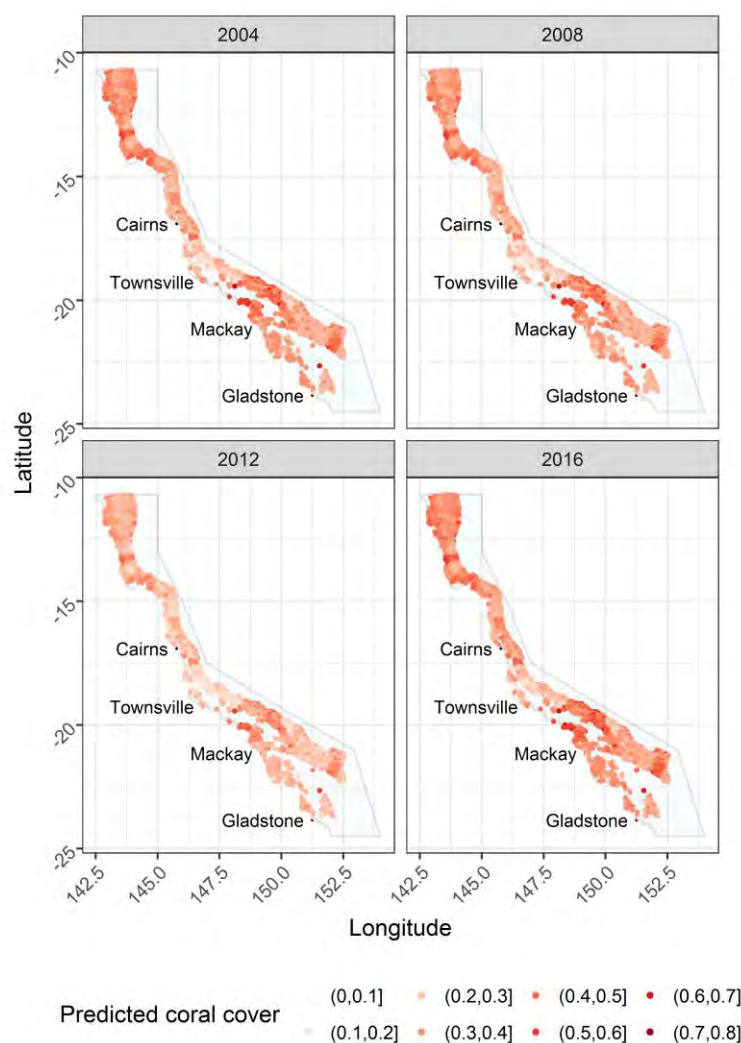 2004
2008
-10
-15
-20
-25
Cairns
Townsville
Mackay
Gladstone
Cairns
Townsville
Mackay
Gladstone
Latitude
2012
2016
-10
-15
-20
-25
Cairns
Townsville
Mackay
Gladstone
Cairns
Townsville
Mackay
Gladstone
142.5 145.0 147.5 150.0 152.5
142.5 145.0 147.5 150.0 152.5
Longitude
Predicted coral cover
(0,0.1] (0.2,0.3] (0.4,0.5] (0.6,0.7]
(0.1,0.2] (0.3,0.4] (0.5,0.6] (0.7,0.8]